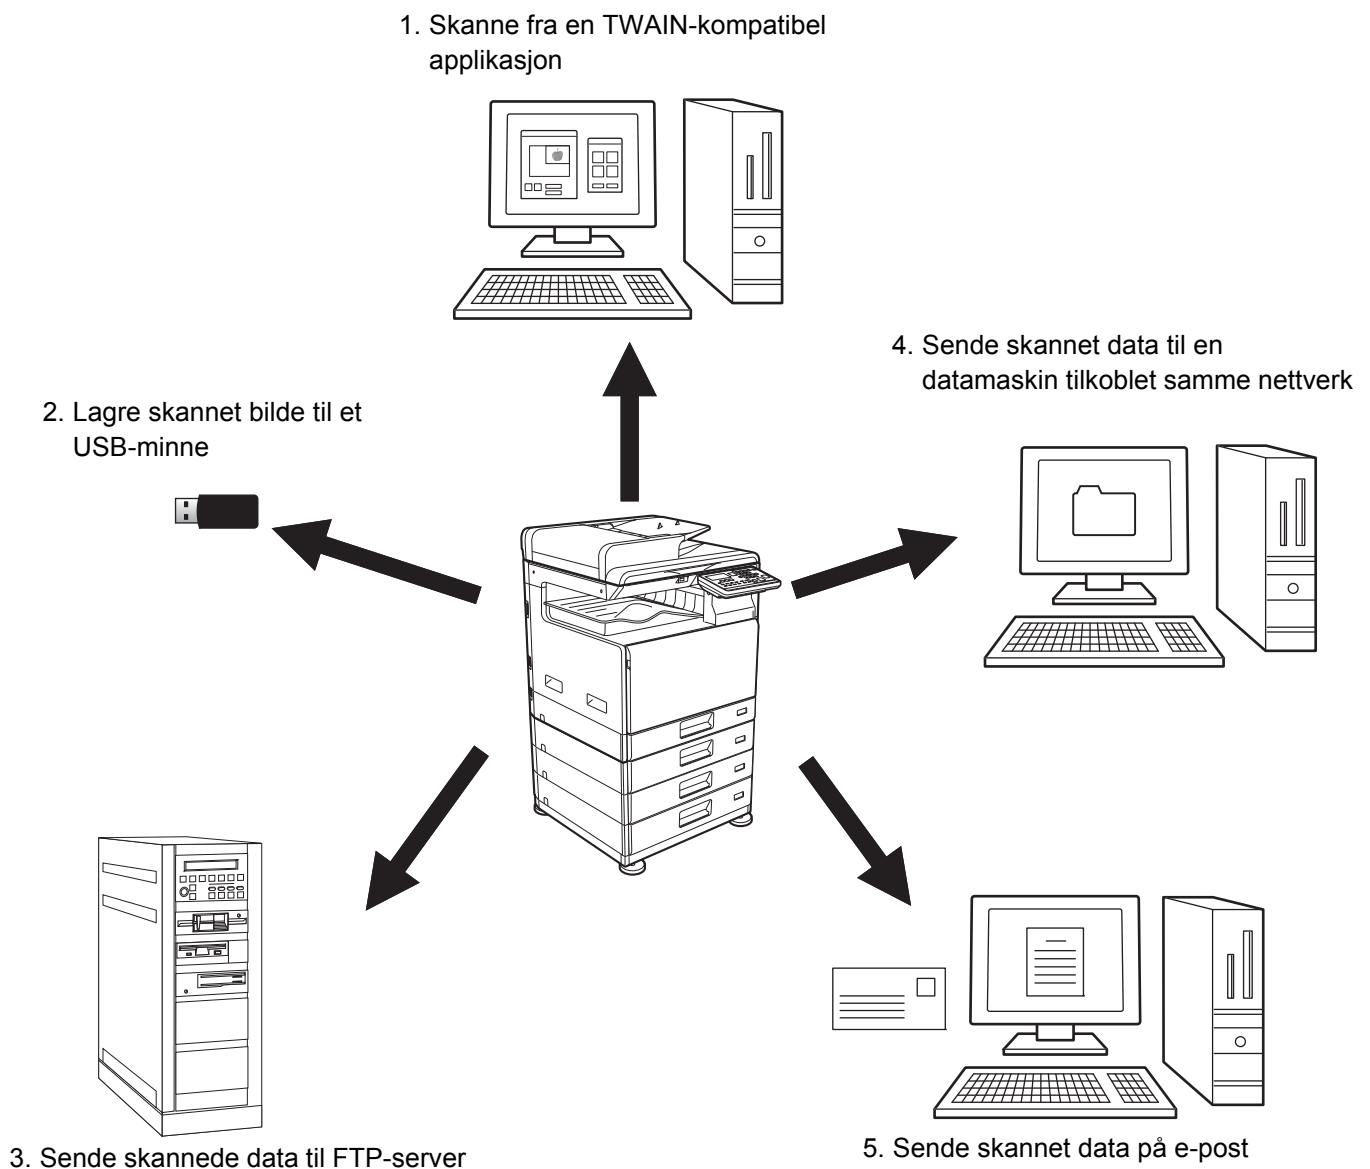 1. Skanne fra en TWAIN-kompatibel
applikasjon
2. Lagre skannet bilde til et
USB-minne
3. Sende skannede data til FTP-server
4. Sende skannet data til en
datamaskin tilkoblet samme nettverk
5. Sende skannet data på e-post